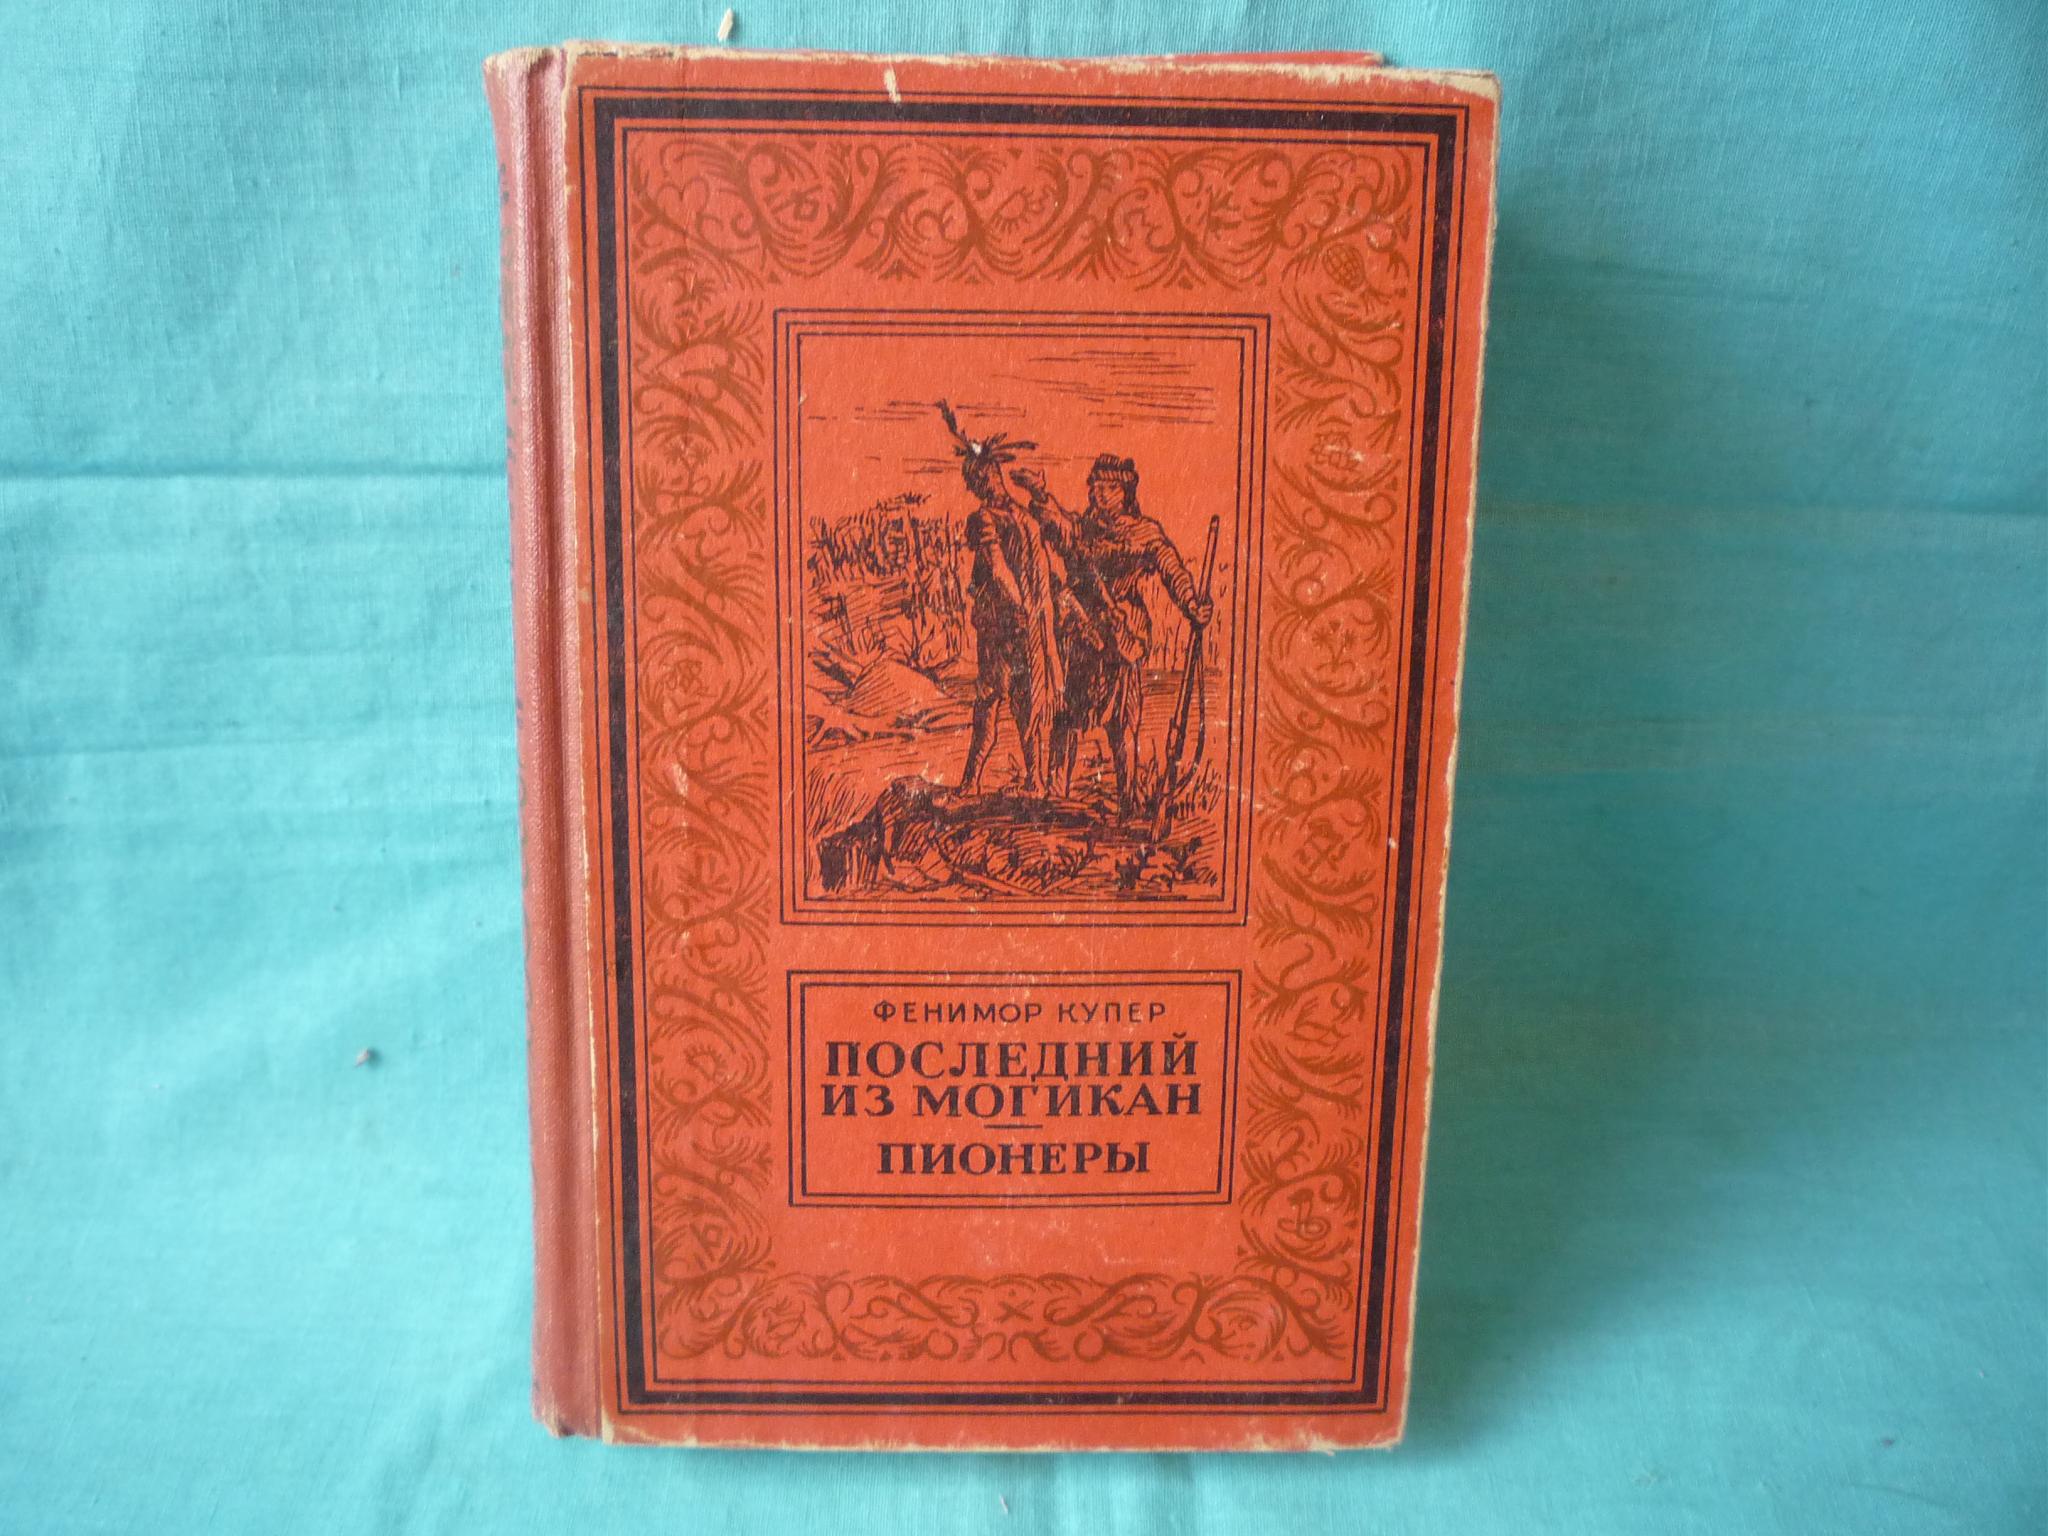 ФЕНИМОР КУПЕР
ПОСЛЕДНИЙ
ИЗ МОГИКАН
ПИОНЕРЫ